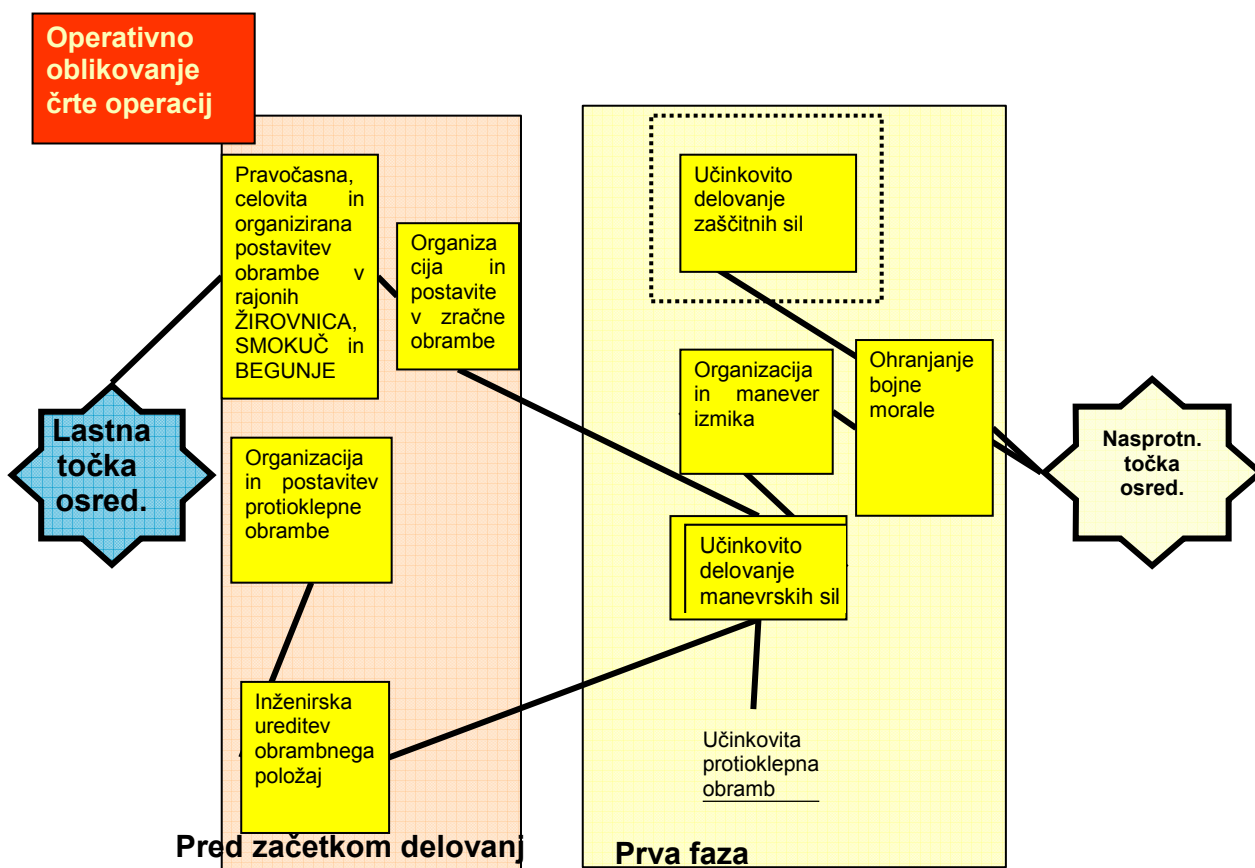 Operativno
oblikovanje
črte operacij
Pravočasna,
celovita in
organizirana
postavitev
obrambe v
rajonih
ŽIROVNICA,
SMOKUČ in
BEGUNJE
Organiza
cija in
postavite
v zračne
obrambe
Učinkovito
delovanje
zaščitnih sil
Organizacija
in manever
izmika
Ohranjanje
bojne
morale
Lastna
točka
osred.
Nasprotn.
točka
osred.
Organizacija
in postavitev
protioklepne
obrambe
Učinkovito
delovanje
manevrskih sil
Inženirska
ureditev
obrambnega
položaj
Učinkovita
protioklepna
obramb
Pred začetkom delovanj
Prva faza